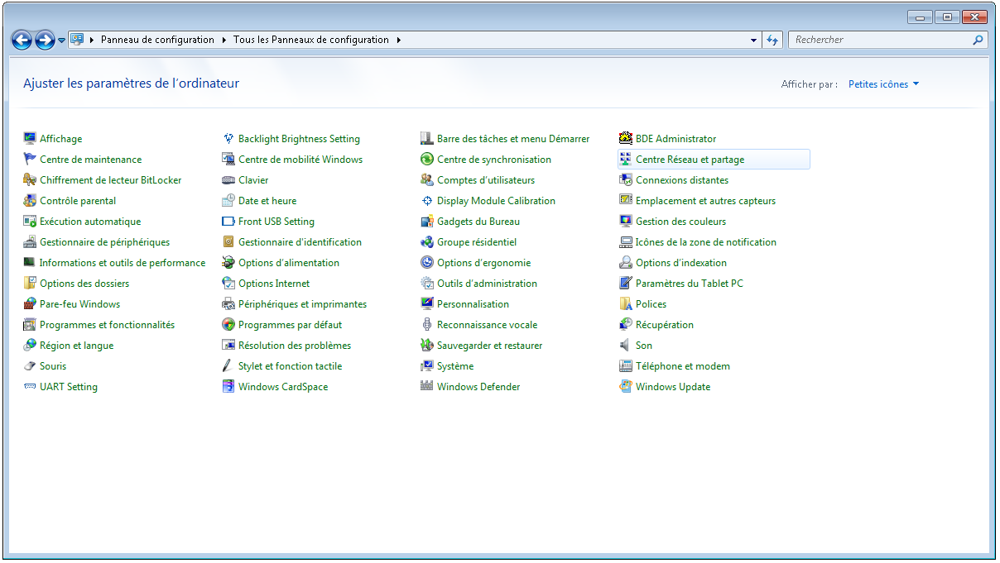 Panneau de configuration Tous les Panneaux de configuration
Rechercher
Ajuster les paramètres de l'ordinateur
Afficher par : Petites icônes
Affichage Backlight Brightness Setting Barre des tâches et menu Démarrer BDE Administrator
Centre de maintenance Centre de mobilité Windows Centre de synchronisation Centre Réseau et partage
Chiffrement de lecteur BitLocker Clavier Comptes d'utilisateurs Connexions distantes
Contrôle parental Date et heure Display Module Calibration Emplacement et autres capteurs
Exécution automatique Front USB Setting Gadgets du Bureau Gestion des couleurs
Gestionnaire de périphériques Gestionnaire d'identification Groupe résidentiel Icônes de la zone de notification
Informations et outils de performance Options d'alimentation Options d'ergonomie Options d'indexation
Options des dossiers Options Internet Outils d'administration Paramètres du Tablet PC
Pare-feu Windows Périphériques et imprimantes Personnalisation Polices
Programmes et fonctionnalités Programmes par défaut Reconnaissance vocale Récupération
Région et langue Résolution des problèmes Sauvegarder et restaurer Son
Souris Stylet et fonction tactile Système Téléphone et modem
UART Setting Windows CardSpace Windows Defender Windows Update